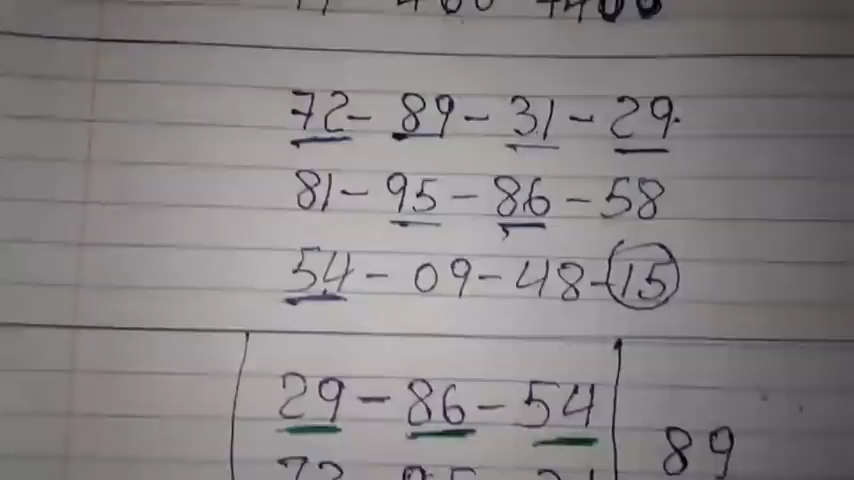 72 - 89 - 31 - 29.
81 - 95 - 86 - 58
54 - 09 - 48 - 15
29 - 86 - 54
89